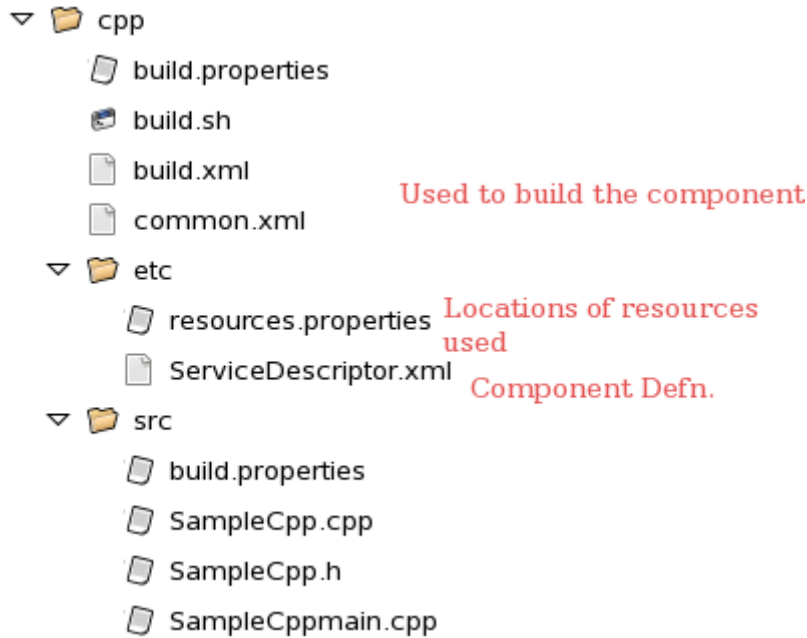 cpp
build.properties
build.sh
build.xml
Used to build the component
common.xml
etc
resources.properties
Locations of resources
used
ServiceDescriptor.xml
Component Defn.
src
build.properties
SampleCpp.cpp
SampleCpp.h
SampleCppmain.cpp